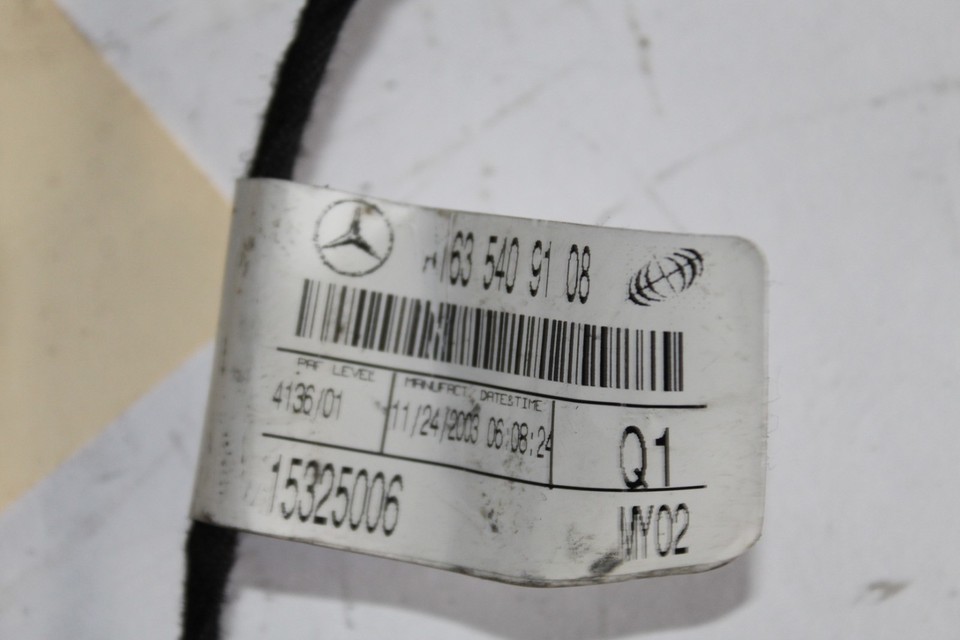 163 540 91 08
PAF LEVEL
MANUFACT. DATE&TIME
4136/01
11/24/2003 06:08:24
Q1
15325006
MY02